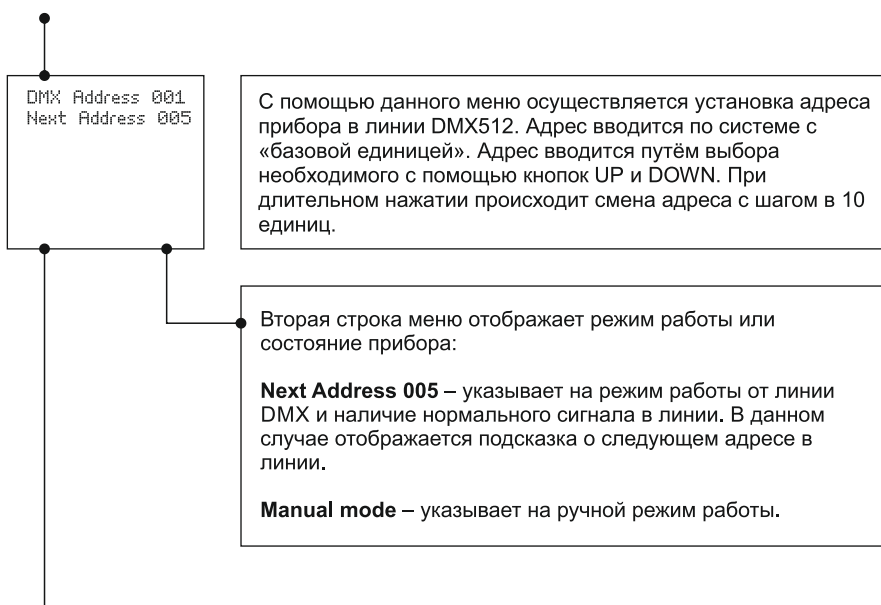 DMX Address 001
Next Address 005
С помощью данного меню осуществляется установка адреса
прибора в линии DMX512. Адрес вводится по системе с
«базовой единицей». Адрес вводится путём выбора
необходимого с помощью кнопок UP и DOWN. При
длительном нажатии происходит смена адреса с шагом в 10
единиц.
Вторая строка меню отображает режим работы или
состояние прибора:
Next Address 005 – указывает на режим работы от линии
DMX и наличие нормального сигнала в линии. В данном
случае отображается подсказка о следующем адресе в
линии.
Manual mode – указывает на ручной режим работы.